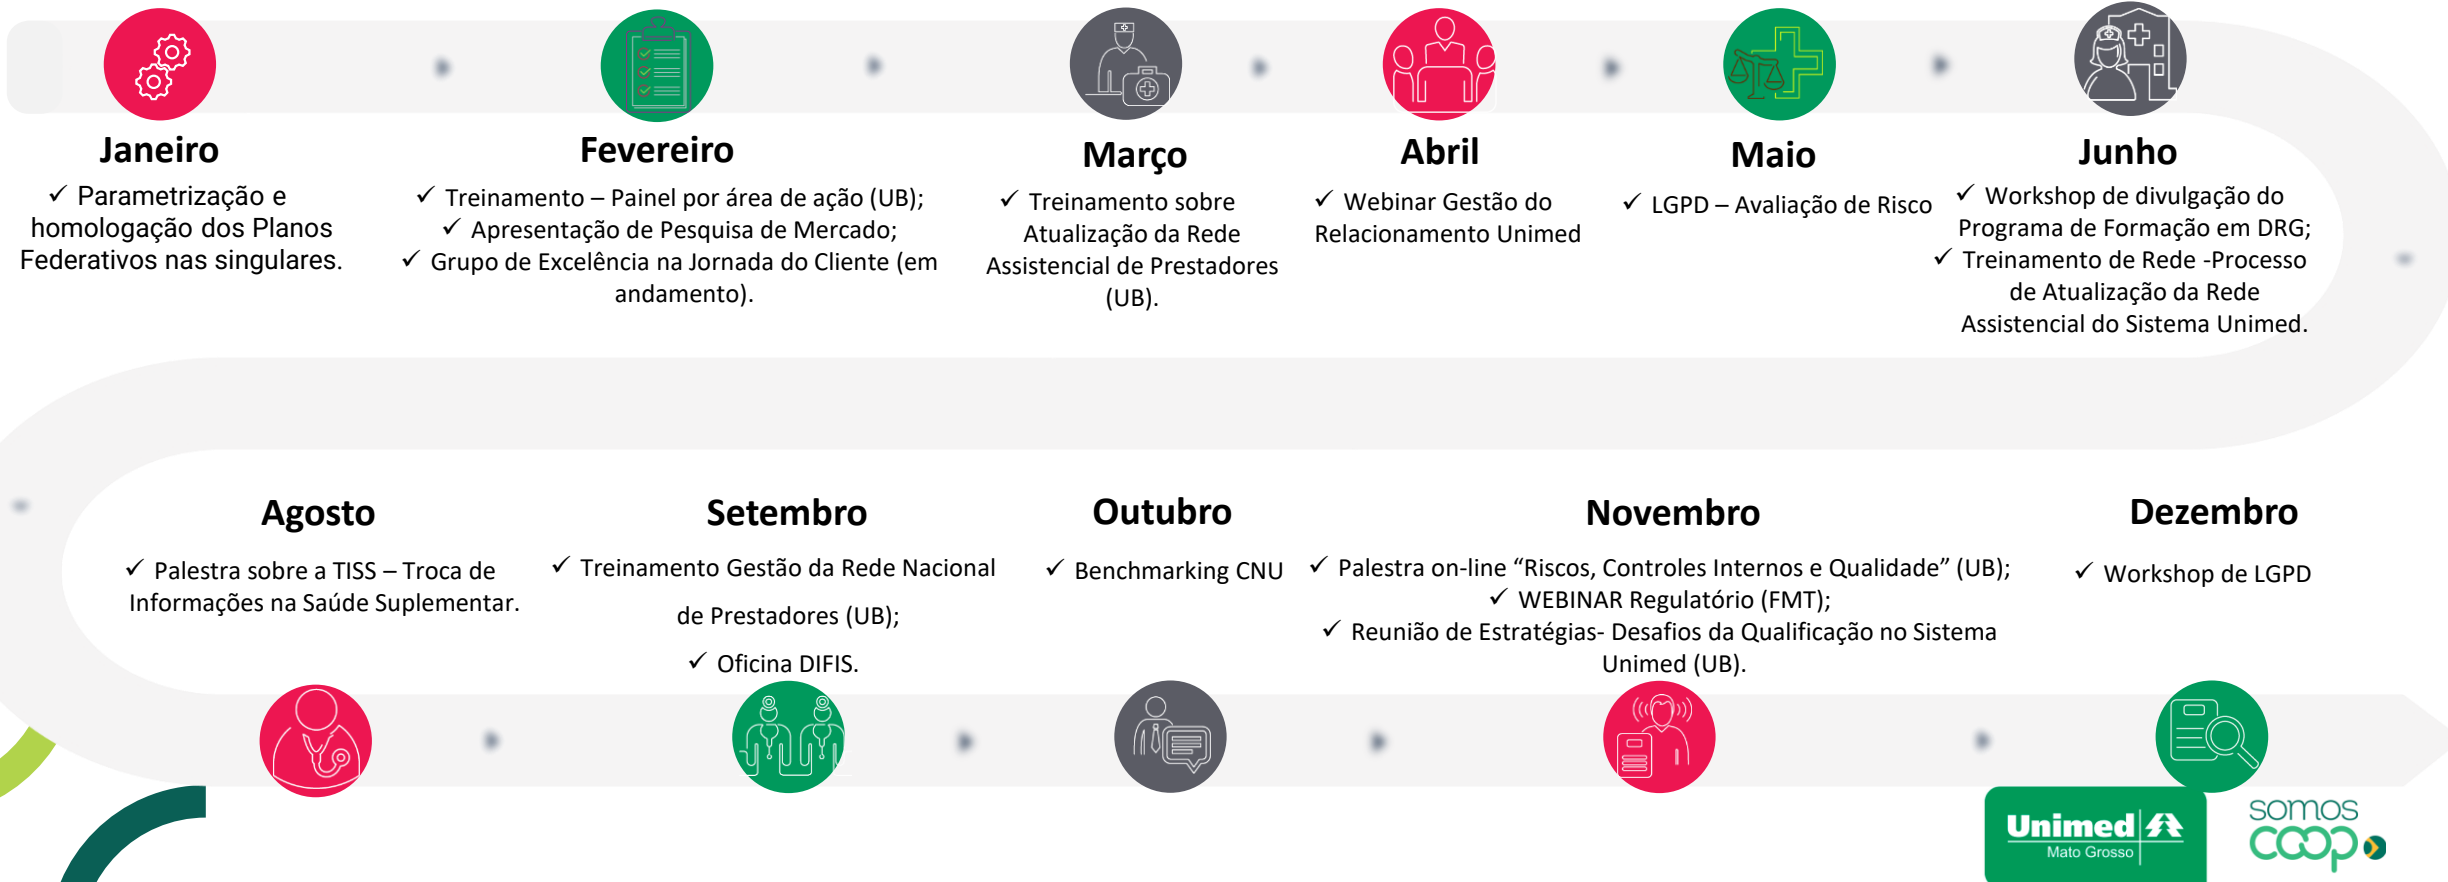 Janeiro
✓ Parametrização e
homologação dos Planos
Federativos nas singulares.
Fevereiro
✓ Treinamento – Painel por área de ação (UB);
✓ Apresentação de Pesquisa de Mercado;
✓ Grupo de Excelência na Jornada do Cliente (em
andamento).
Março
✓ Treinamento sobre
Atualização da Rede
Assistencial de Prestadores
(UB).
Abril
✓ Webinar Gestão do
Relacionamento Unimed
Maio
✓ LGPD – Avaliação de Risco
Junho
✓ Workshop de divulgação do
Programa de Formação em DRG;
✓ Treinamento de Rede -Processo
de Atualização da Rede
Assistencial do Sistema Unimed.
Agosto
✓ Palestra sobre a TISS – Troca de
Informações na Saúde Suplementar.
Setembro
✓ Treinamento Gestão da Rede Nacional
de Prestadores (UB);
✓ Oficina DIFIS.
Outubro
✓ Benchmarking CNU
Novembro
✓ Palestra on-line “Riscos, Controles Internos e Qualidade” (UB);
✓ WEBINAR Regulatório (FMT);
✓ Reunião de Estratégias- Desafios da Qualificação no Sistema
Unimed (UB).
Dezembro
✓ Workshop de LGPD
Unimed
Mato Grosso
somos
coop